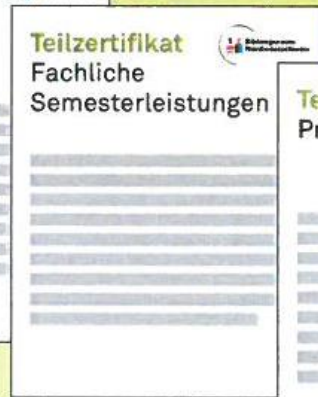 Teilzertifikat
Fachliche
Semesterleistungen
Te
Pr